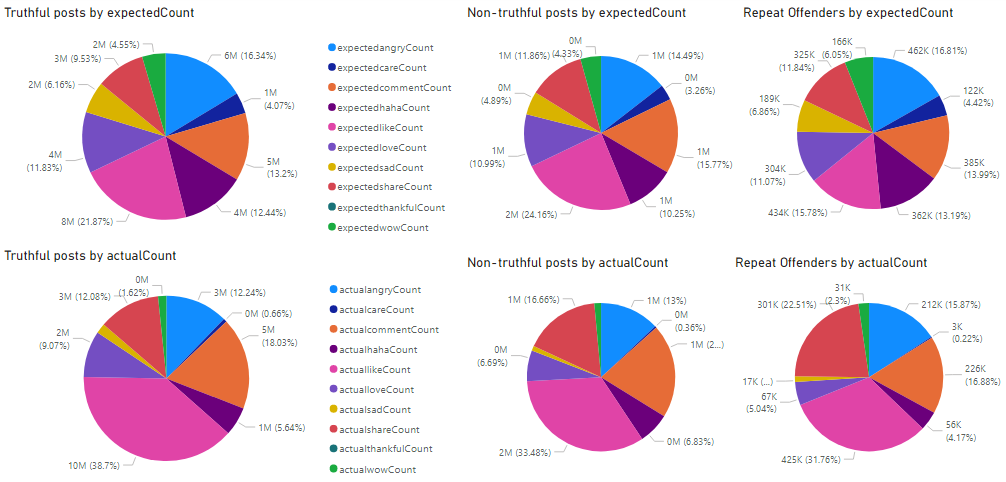 Truthful posts by expectedCount
2M (4.55%)
3M (9.53%)
2M (6.16%)
4M
(11.83%)
8M (21.87%)
4M (12.44%)
5M
(13.2%)
1M
(4.07%)
6M (16.34%)
expectedangryCount
expectedcareCount
expectedcommentCount
expectedhahaCount
expectedlikeCount
expectedloveCount
expectedsadCount
expectedshareCount
expectedthankfulCount
expectedwowCount
Non-truthful posts by expectedCount
0M
(4.33%)
1M (11.86%)
0M
(4.89%)
1M
(10.99%)
2M (24.16%)
1M
(10.25%)
1M
(15.77%)
0M
(3.26%)
1M (14.49%)
Repeat Offenders by expectedCount
166K
(6.05%)
325K
(11.84%)
189K
(6.86%)
304K
(11.07%)
434K (15.78%)
362K (13.19%)
385K
(13.99%)
122K
(4.42%)
462K (16.81%)
Truthful posts by actualCount
0M
(1.62%)
3M (12.08%)
2M
(9.07%)
10M (38.7%)
1M (5.64%)
5M
(18.03%)
0M (0.66%)
3M (12.24%)
actualangryCount
actualcareCount
actualcommentCount
actualhahaCount
actuallikeCount
actualloveCount
actualsadCount
actualshareCount
actualthankfulCount
actualwowCount
Non-truthful posts by actualCount
1M (16.66%)
0M
(6.69%)
2M (33.48%)
0M (6.83%)
1M (2...)
0M
(0.36%)
1M (13%)
Repeat Offenders by actualCount
31K
(2.3%)
301K (22.51%)
17K (...)
67K
(5.04%)
425K (31.76%)
56K
(4.17%)
226K
(16.88%)
3K
(0.22%)
212K (15.87%)